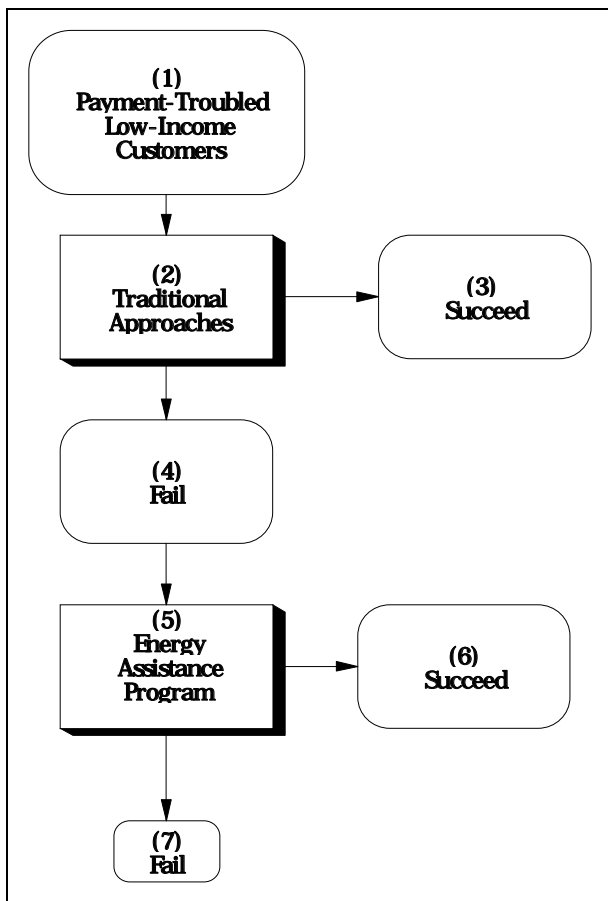 (1)
Payment-Troubled
Low-Income
Customers
(2)
Traditional
Approaches
(3)
Succeed
(4)
Fail
(5)
Energy
Assistance
Program
(6)
Succeed
(7)
Fail